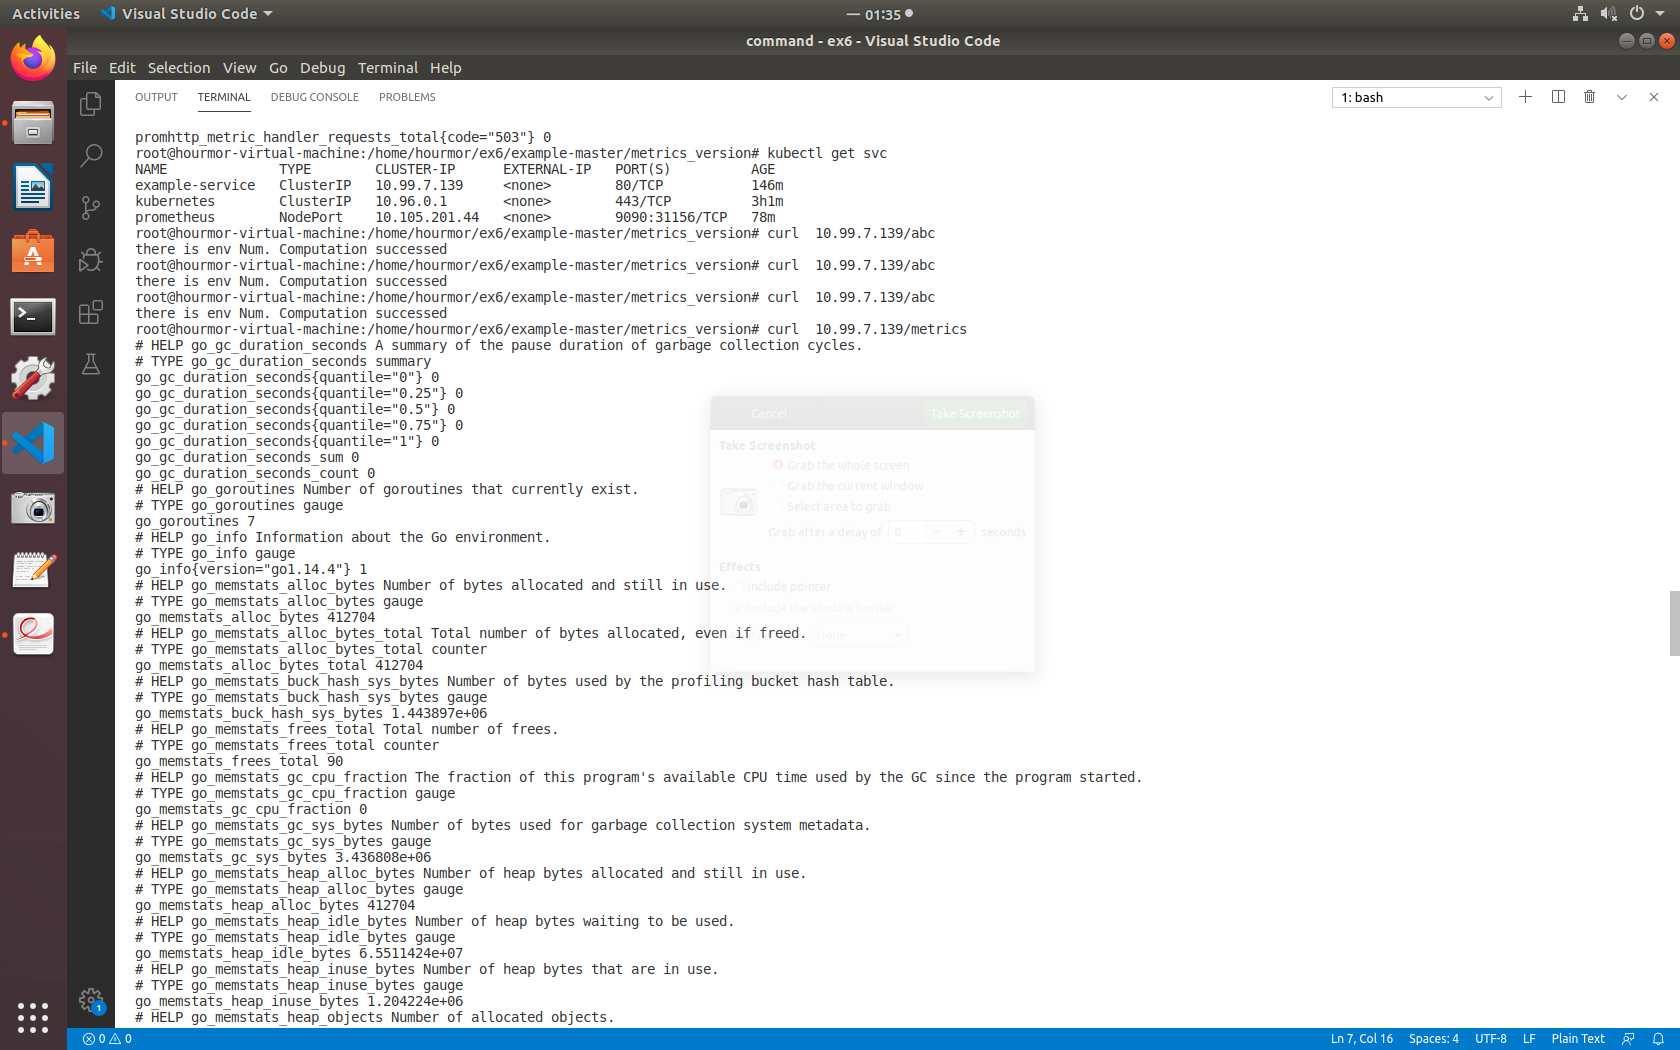 Activities Visual Studio Code 01:35
command - ex6 - Visual Studio Code
File Edit Selection View Go Debug Terminal Help
OUTPUT TERMINAL DEBUG CONSOLE PROBLEMS 1: bash
promhttp_metric_handler_requests_total{code="503"} 0
root@hourmor-virtual-machine:/home/hourmor/ex6/example-master/metrics_version# kubectl get svc
NAME TYPE CLUSTER-IP EXTERNAL-IP PORT(S) AGE
example-service ClusterIP 10.99.7.139 <none> 80/TCP 146m
kubernetes ClusterIP 10.96.0.1 <none> 443/TCP 3h1m
prometheus NodePort 10.105.201.44 <none> 9090:31156/TCP 78m
root@hourmor-virtual-machine:/home/hourmor/ex6/example-master/metrics_version# curl  10.99.7.139/abc
there is env Num. Computation successed
root@hourmor-virtual-machine:/home/hourmor/ex6/example-master/metrics_version# curl  10.99.7.139/abc
there is env Num. Computation successed
root@hourmor-virtual-machine:/home/hourmor/ex6/example-master/metrics_version# curl  10.99.7.139/abc
there is env Num. Computation successed
root@hourmor-virtual-machine:/home/hourmor/ex6/example-master/metrics_version# curl  10.99.7.139/metrics
# HELP go_gc_duration_seconds A summary of the pause duration of garbage collection cycles.
# TYPE go_gc_duration_seconds summary
go_gc_duration_seconds{quantile="0"} 0
go_gc_duration_seconds{quantile="0.25"} 0
go_gc_duration_seconds{quantile="0.5"} 0
go_gc_duration_seconds{quantile="0.75"} 0
go_gc_duration_seconds{quantile="1"} 0
go_gc_duration_seconds_sum 0
go_gc_duration_seconds_count 0
# HELP go_goroutines Number of goroutines that currently exist.
# TYPE go_goroutines gauge
go_goroutines 7
# HELP go_info Information about the Go environment.
# TYPE go_info gauge
go_info{version="go1.14.4"} 1
# HELP go_memstats_alloc_bytes Number of bytes allocated and still in use.
# TYPE go_memstats_alloc_bytes gauge
go_memstats_alloc_bytes 412704
# HELP go_memstats_alloc_bytes_total Total number of bytes allocated, even if freed.
# TYPE go_memstats_alloc_bytes_total counter
go_memstats_alloc_bytes_total 412704
# HELP go_memstats_buck_hash_sys_bytes Number of bytes used by the profiling bucket hash table.
# TYPE go_memstats_buck_hash_sys_bytes gauge
go_memstats_buck_hash_sys_bytes 1.443897e+06
# HELP go_memstats_frees_total Total number of frees.
# TYPE go_memstats_frees_total counter
go_memstats_frees_total 90
# HELP go_memstats_gc_cpu_fraction The fraction of this program's available CPU time used by the GC since the program started.
# TYPE go_memstats_gc_cpu_fraction gauge
go_memstats_gc_cpu_fraction 0
# HELP go_memstats_gc_sys_bytes Number of bytes used for garbage collection system metadata.
# TYPE go_memstats_gc_sys_bytes gauge
go_memstats_gc_sys_bytes 3.436808e+06
# HELP go_memstats_heap_alloc_bytes Number of heap bytes allocated and still in use.
# TYPE go_memstats_heap_alloc_bytes gauge
go_memstats_heap_alloc_bytes 412704
# HELP go_memstats_heap_idle_bytes Number of heap bytes waiting to be used.
# TYPE go_memstats_heap_idle_bytes gauge
go_memstats_heap_idle_bytes 6.5511424e+07
# HELP go_memstats_heap_inuse_bytes Number of heap bytes that are in use.
# TYPE go_memstats_heap_inuse_bytes gauge
go_memstats_heap_inuse_bytes 1.204224e+06
# HELP go_memstats_heap_objects Number of allocated objects.
Cancel Take Screenshot
Take Screenshot
Grab the whole screen
Grab the current window
Select area to grab
Grab after a delay of 0 − + seconds
Effects
Include pointer
Include the window border
None
1
0 0 Ln 7, Col 16 Spaces: 4 UTF-8 LF Plain Text